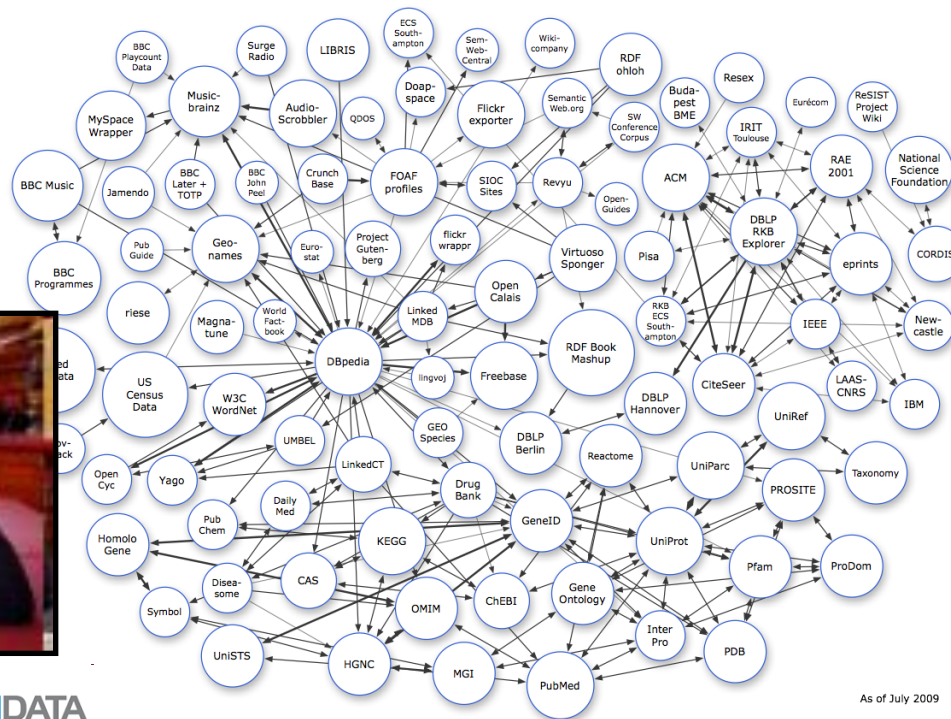 BBC
Playcount
Data
Surge
Radio
LIBRIS
ECS
South-
ampton
Sem-
Web-
Central
Wiki-
company
RDF
ohloh
Resex
MySpace
Wrapper
Music-
brainz
Audio-
Scrobbler
QDOS
Doap-
space
Flickr
exporter
Semantic
Web.org
SW
Conference
Corpus
Buda-
pest
BME
IRIT
Toulouse
Eurécom
ReSIST
Project
Wiki
BBC Music
Jamendo
BBC
Later +
TOTP
BBC
John
Peel
Crunch
Base
FOAF
profiles
SIOC
Sites
Revyu
Open-
Guides
ACM
RAE
2001
National
Science
Foundation
DBLP
RKB
Explorer
Pub
Guide
Geo-
names
Euro-
stat
Project
Guten-
berg
flickr
wrappr
Virtuoso
Sponger
Pisa
eprints
CORDIS
BBC
Programmes
riese
Magna-
tune
World
Fact-
book
Linked
MDB
Open
Calais
RKB
ECS
South-
ampton
IEEE
New-
castle
DBpedia
lingvoj
Freebase
RDF Book
Mashup
CiteSeer
LAAS-
CNRS
IBM
US
Census
Data
W3C
WordNet
UMBEL
GEO
Species
DBLP
Berlin
DBLP
Hannover
UniRef
Open
Cyc
Yago
LinkedCT
Reactome
UniParc
Taxonomy
Pub
Chem
Daily
Med
Drug
Bank
PROSITE
Homolo
Gene
KEGG
GeneID
UniProt
Pfam
ProDom
Disea-
some
CAS
ChEBI
Gene
Ontology
Symbol
OMIM
Inter
Pro
UniSTS
HGNC
MGI
PubMed
PDB
As of July 2009
DATA